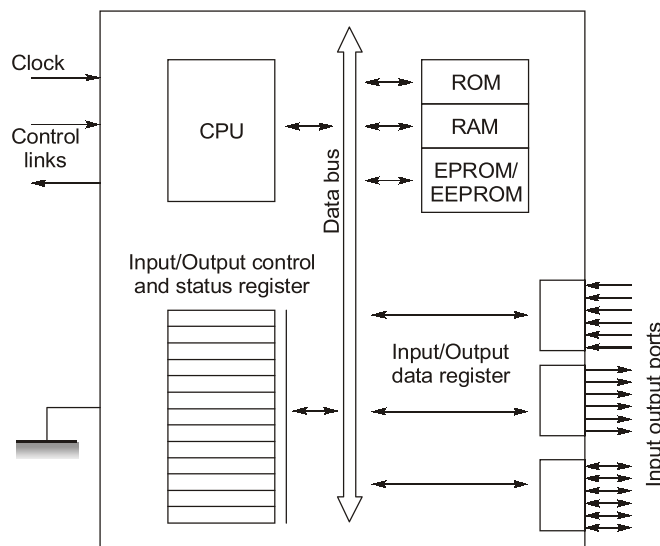 Clock
Control
links
CPU
Data bus
ROM
RAM
EPROM/
EEPROM
Input/Output control
and status register
Input/Output
data register
Input output ports